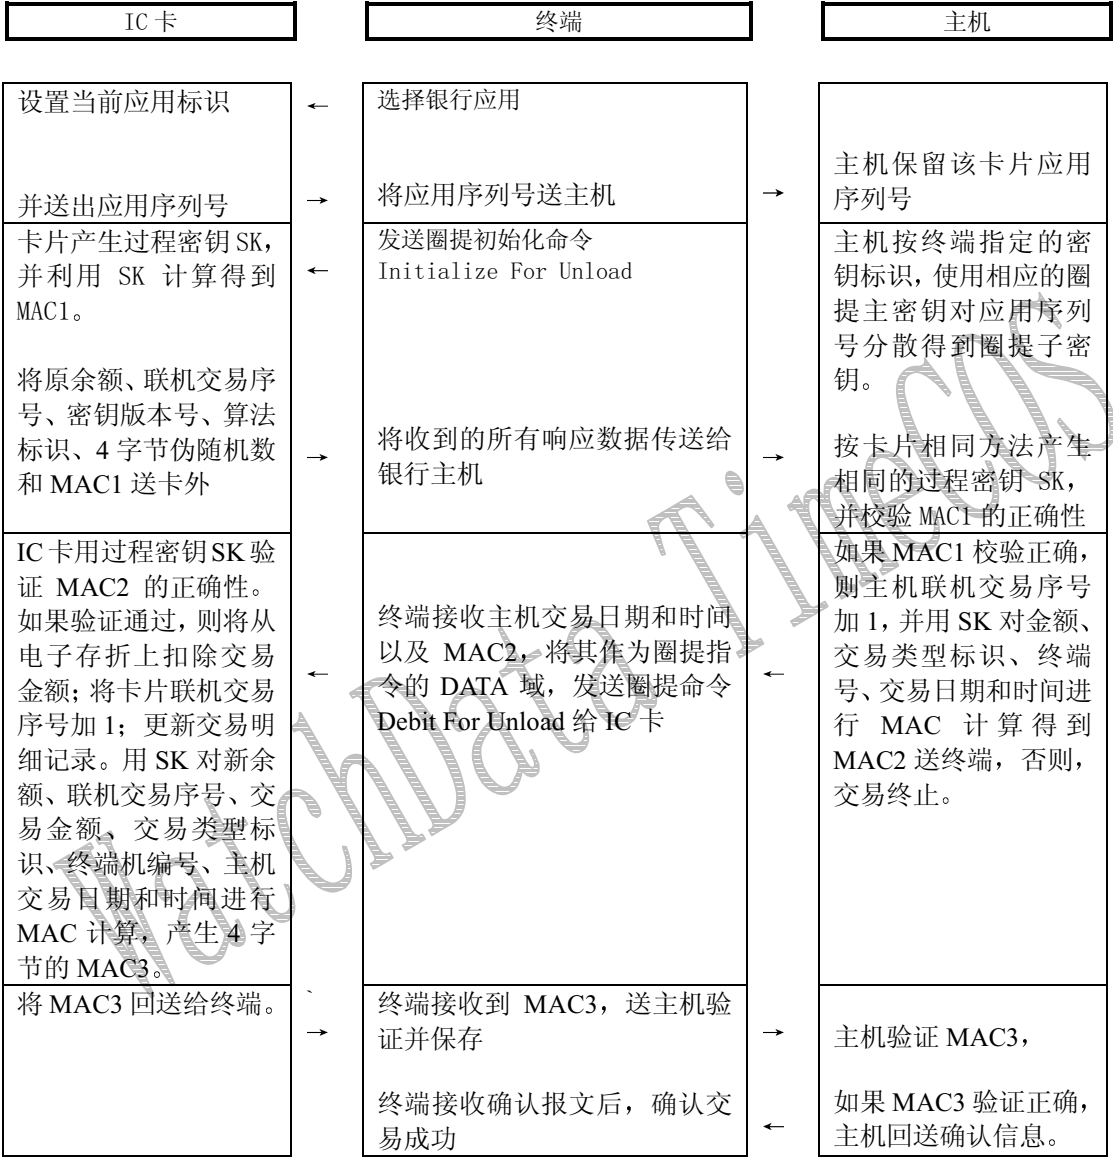 IC卡
终端
主机
设置当前应用标识
←
选择银行应用
并送出应用序列号
→
将应用序列号送主机
→
主机保留该卡片应用
序列号
卡片产生过程密钥SK，
并利用 SK 计算得到
MAC1。
将原余额、联机交易序
号、密钥版本号、算法
标识、4 字节伪随机数
和 MAC1 送卡外
←
→
发送圈提初始化命令
Initialize For Unload
将收到的所有响应数据传送给
银行主机
→
主机按终端指定的密
钥标识，使用相应的圈
提主密钥对应用序列
号分散得到圈提子密
钥。
按卡片相同方法产生
相同的过程密钥 SK，
并校验 MAC1 的正确性
IC 卡用过程密钥SK 验
证 MAC2 的正确性。
如果验证通过，则将从
电子存折上扣除交易
金额；将卡片联机交易
序号加 1；更新交易明
细记录。用 SK 对新余
额、联机交易序号、交
易金额、交易类型标
识、终端机编号、主机
交易日期和时间进行
MAC 计算，产生 4 字
节的 MAC3。
←
终端接收主机交易日期和时间
以及 MAC2，将其作为圈提指
令的 DATA 域，发送圈提命令
Debit For Unload 给 IC 卡
←
如果 MAC1 校验正确，
则主机联机交易序号
加 1，并用 SK 对金额、
交易类型标识、终端
号、交易日期和时间进
行 MAC 计算得到
MAC2 送终端，否则，
交易终止。
将 MAC3 回送给终端。
`
→
终端接收到 MAC3，送主机验
证并保存
终端接收确认报文后，确认交
易成功
→
←
主机验证 MAC3，
如果 MAC3 验证正确，
主机回送确认信息。
WatchData TimeCOS